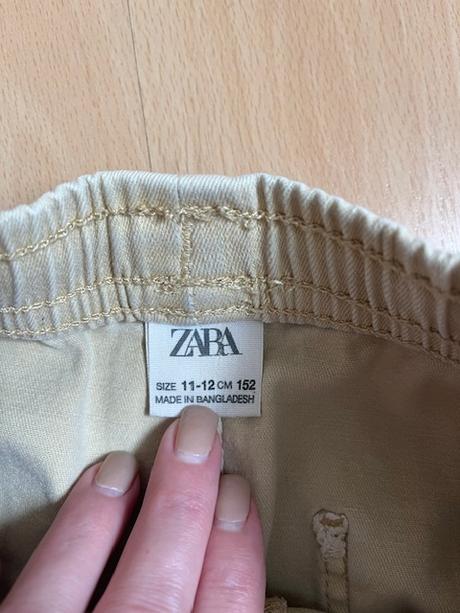 ZARA
SIZE 11-12 CM 152
MADE IN BANGLADESH